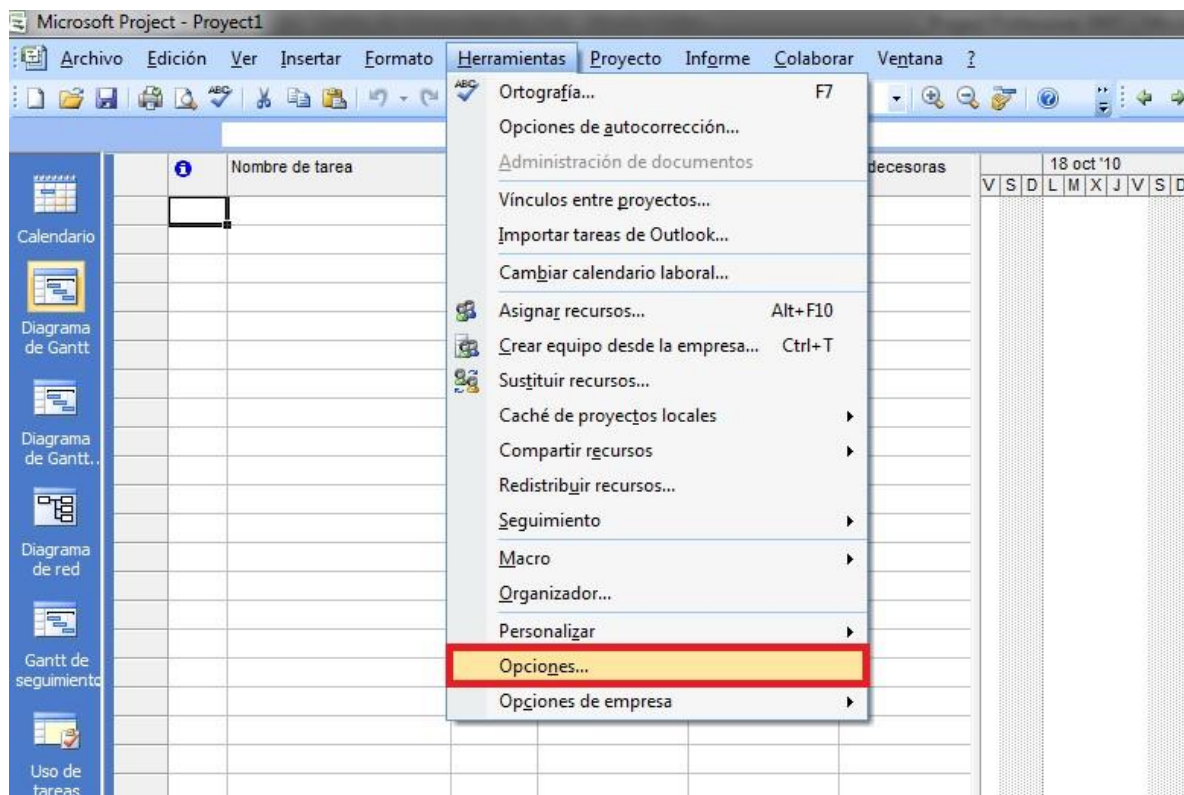 Microsoft Project - Proyect1
Archivo Edición Ver Insertar Formato Herramientas Proyecto Informe Colaborar Ventana ?
ABC
ABC
Ortografía... F7
Opciones de autocorrección...
Administración de documentos
Vínculos entre proyectos...
Importar tareas de Outlook...
Cambiar calendario laboral...
Asignar recursos... Alt+F10
Crear equipo desde la empresa... Ctrl+T
Sustituir recursos...
Caché de proyectos locales
Compartir recursos
Redistribuir recursos...
Seguimiento
Macro
Organizador...
Personalizar
Opciones...
Opciones de empresa
Nombre de tarea
decesoras
18 oct '10
V S D L M X J V S D
Calendario
Diagrama
de Gantt
Diagrama
de Gantt..
Diagrama
de red
Gantt de
seguimiento
Uso de
tareas